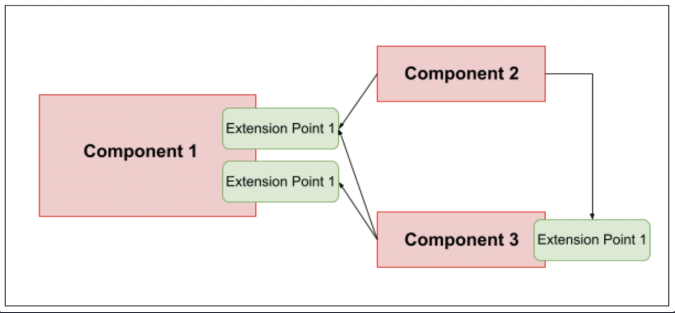 Component 1
Extension Point 1
Extension Point 1
Component 2
Component 3
Extension Point 1